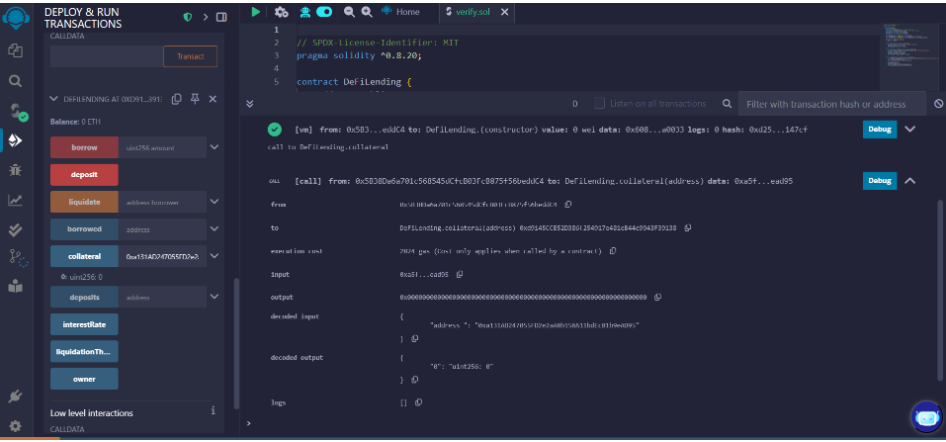 DEPLOY & RUN
TRANSACTIONS
CALLDATA
Transact
DEFILENDING AT 0XD91...3913
Balance: 0 ETH
borrow uint256 amount
deposit
liquidate address borrower
borrowed address
collateral 0xa131AD247055FD2e2
0: uint256: 0
deposits address
interestRate
liquidationTh...
owner
Low level interactions
CALLDATA
Home
verify.sol
1
2 // SPDX-License-Identifier: MIT
3 pragma solidity ^0.8.20;
4
5 contract DeFiLending {
0 Listen on all transactions Filter with transaction hash or address
[vm] from: 0x5B3...eddC4 to: DeFiLending.(constructor) value: 0 wei data: 0x608...a0033 logs: 0 hash: 0xd25...147cf
Debug
call to DeFiLending.collateral
CALL [call] from: 0x5B38Da6a701c568545dCfcB03FcB875f56beddC4 to: DeFiLending.collateral(address) data: 0xa5f...ead95
Debug
from 0x5B38Da6a701c568545dCfcB03FcB875f56beddC4
to DeFiLending.collateral(address)
execution cost 2824 gas (Cost only applies when called by a contract)
input 0xa5f...ead95
output 0x0000000000000000000000000000000000000000000000000000000000000000
decoded input {
"address ":
}
decoded output {
"0": "uint256: 0"
}
logs []
>